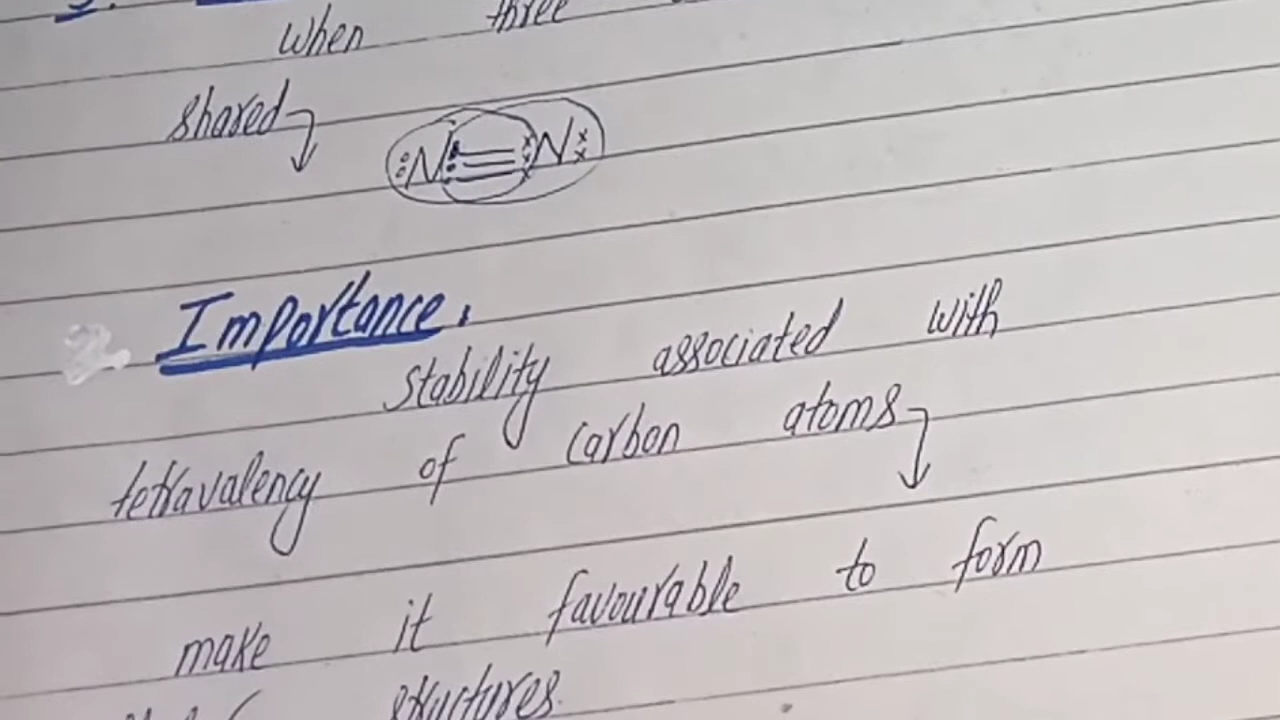 when three
shared
:N≡N:
Importance.
stability associated with
tetravalency of carbon atoms
make it favourable to form
structures.